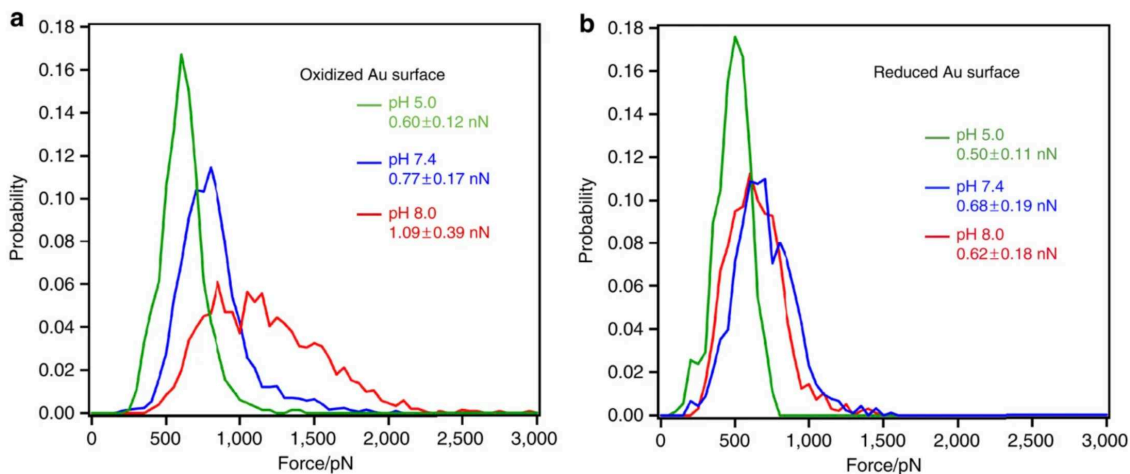 a
0.18
0.16
0.14
0.12
0.10
0.08
0.06
0.04
0.02
0.00
Probability
Oxidized Au surface
pH 5.0
0.60±0.12 nN
pH 7.4
0.77±0.17 nN
pH 8.0
1.09±0.39 nN
0
500
1,000
1,500
2,000
2,500
3,000
Force/pN
b
0.18
0.16
0.14
0.12
0.10
0.08
0.06
0.04
0.02
0.00
Probability
Reduced Au surface
pH 5.0
0.50±0.11 nN
pH 7.4
0.68±0.19 nN
pH 8.0
0.62±0.18 nN
0
500
1,000
1,500
2,000
2,500
3,000
Force/pN